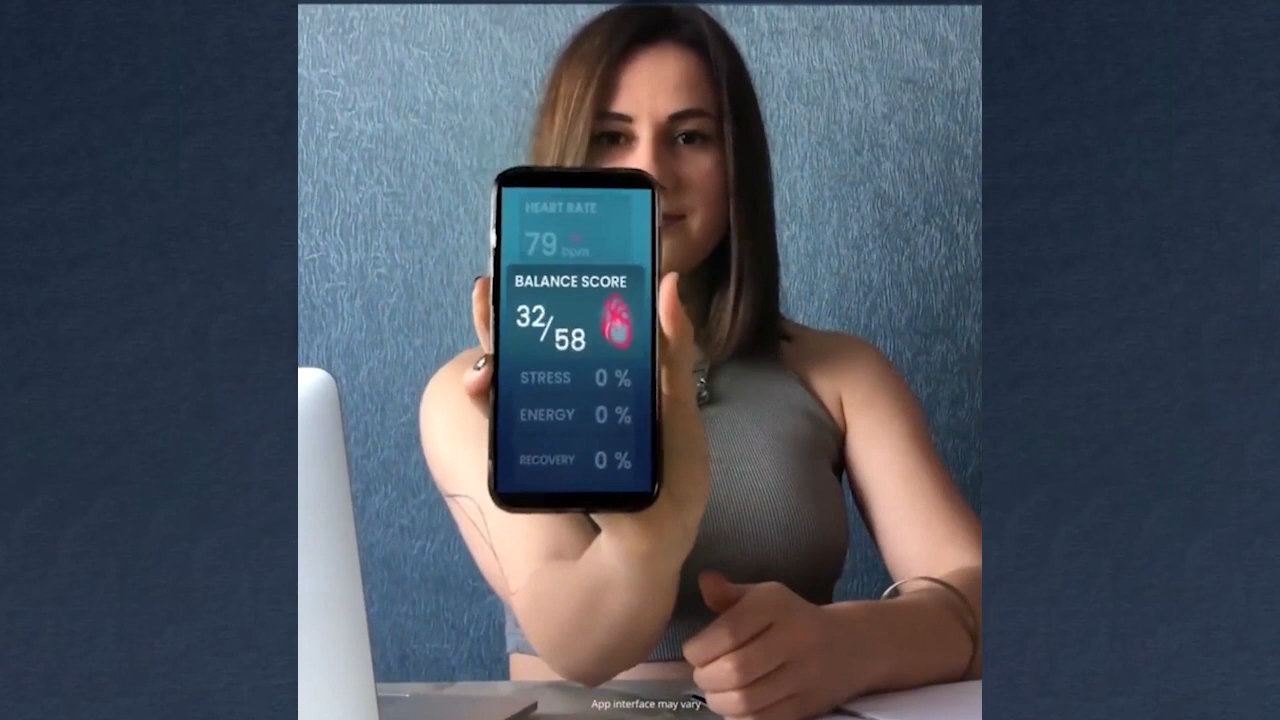 HEART RATE
79 bpm
BALANCE SCORE
32/58
STRESS 0 %
ENERGY 0 %
RECOVERY 0 %
App interface may vary